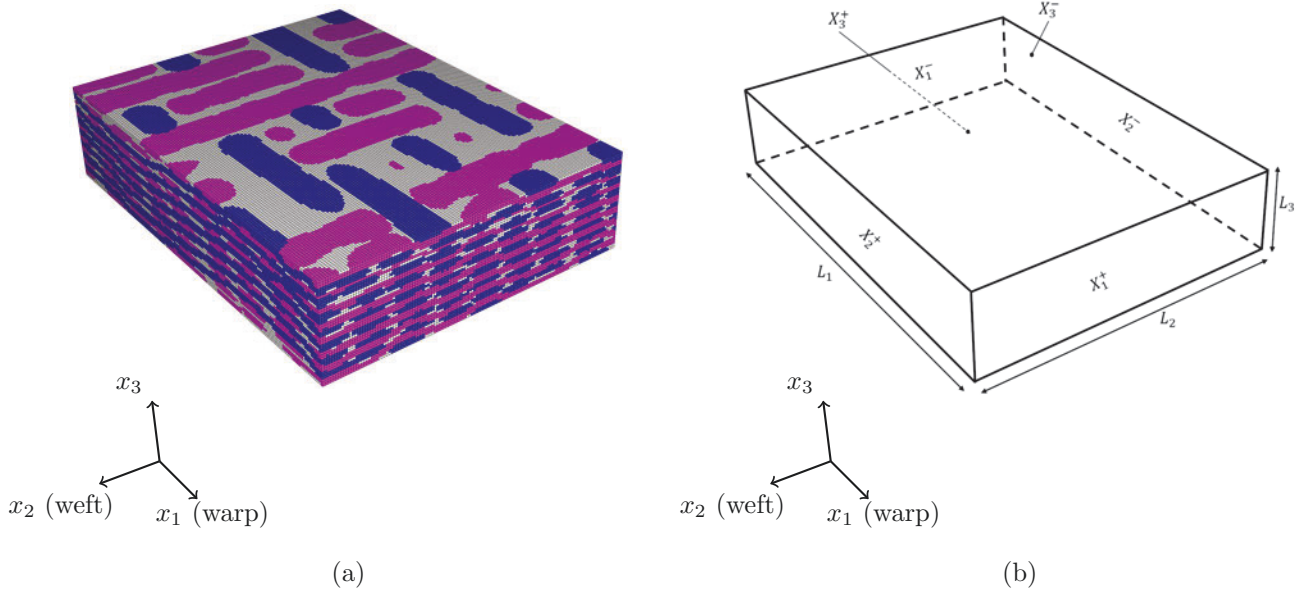 x₃
x₂ (weft)
x₁ (warp)
(a)
X₃⁺
X₃⁻
X₁⁻
X₂⁻
X₂⁺
X₁⁺
L₁
L₂
L₃
x₃
x₂ (weft)
x₁ (warp)
(b)